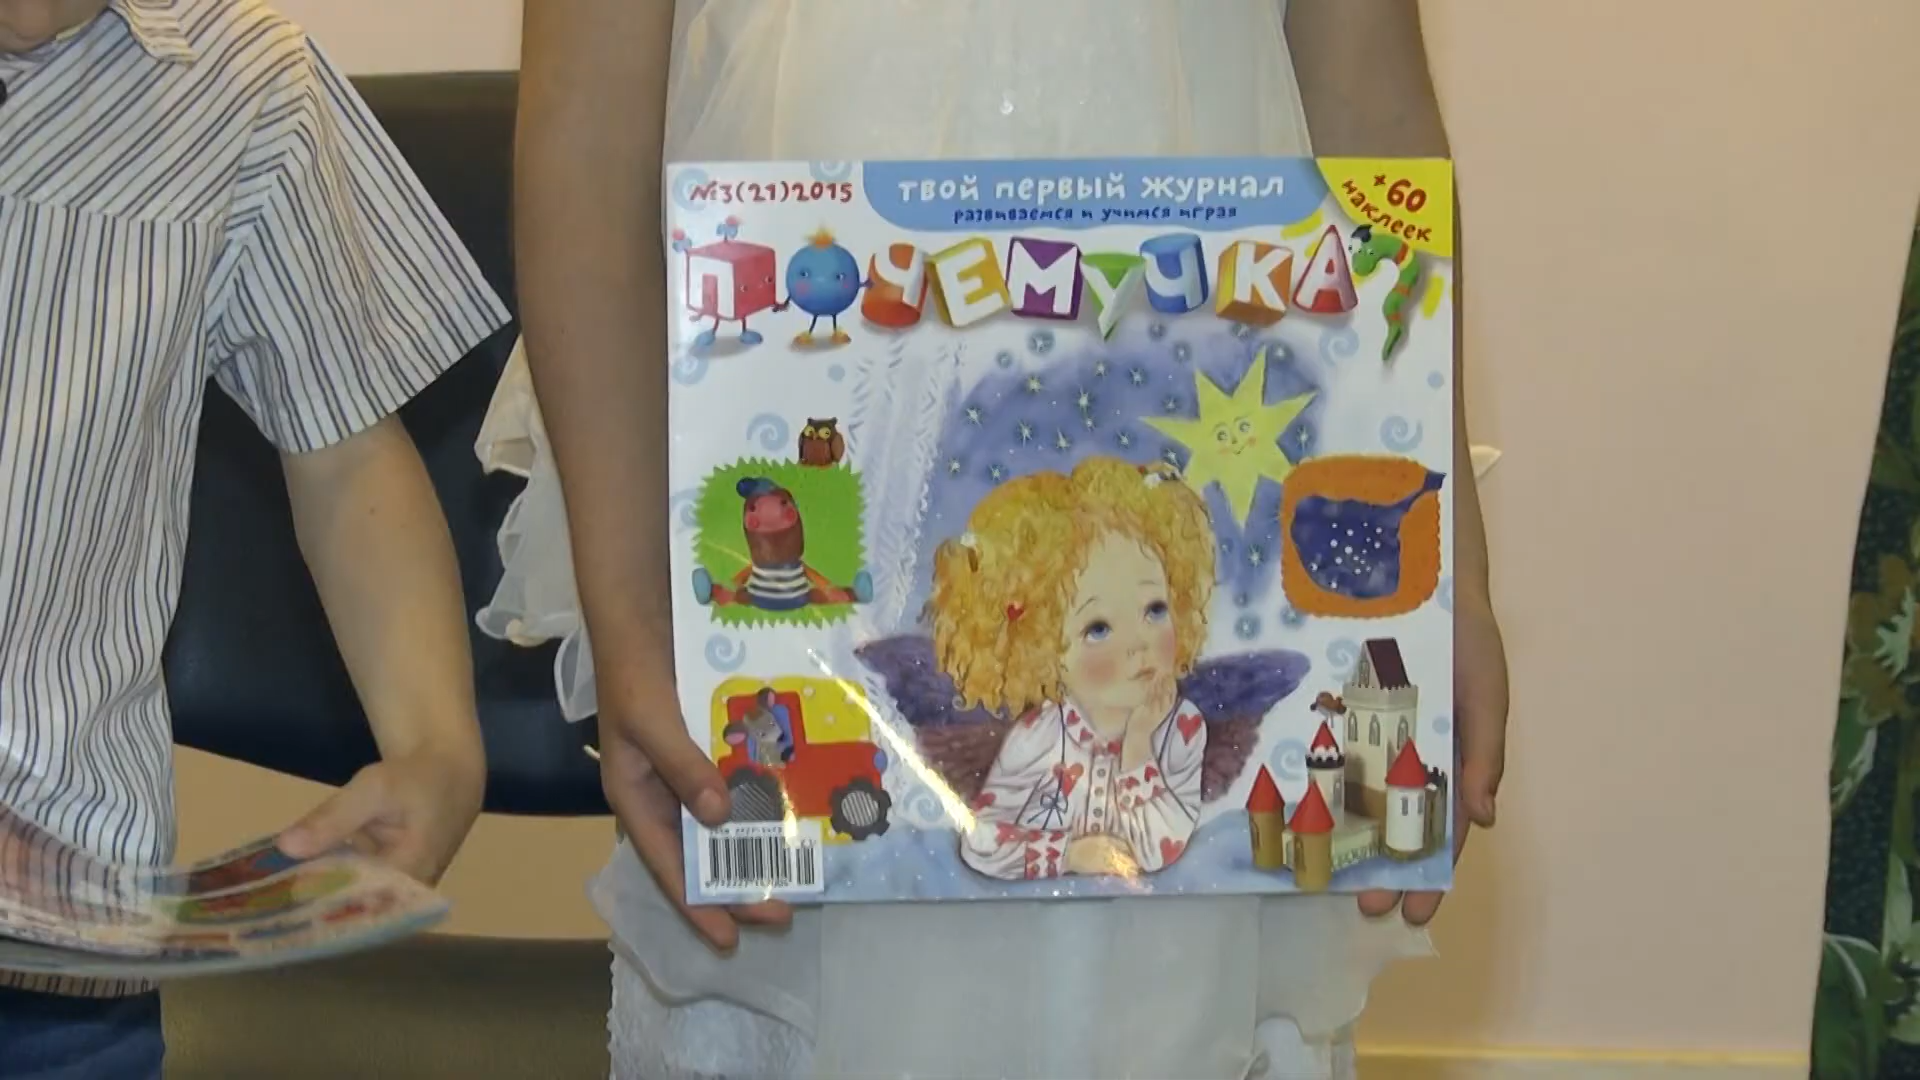 №3(21)2015
твой первый журнал
развиваемся и учимся играя
+60
наклеек
ПОЧЕМУЧКА